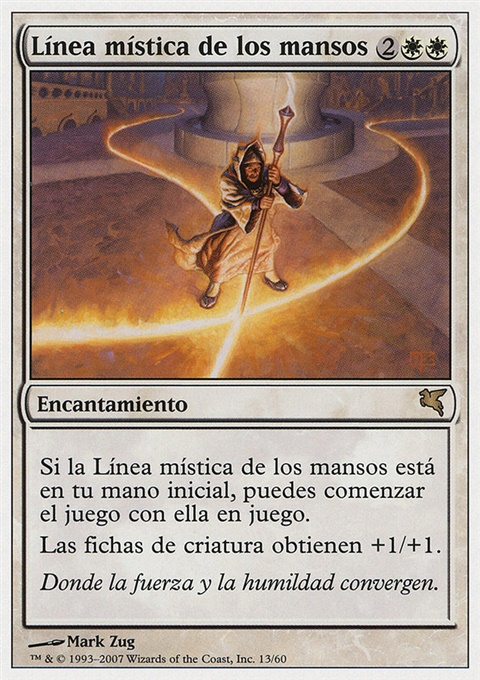 Línea mística de los mansos 2
Encantamiento
Si la Línea mística de los mansos está
en tu mano inicial, puedes comenzar
el juego con ella en juego.
Las fichas de criatura obtienen +1/+1.
Donde la fuerza y la humildad convergen.
Mark Zug
™ & © 1993–2007 Wizards of the Coast, Inc. 13/60